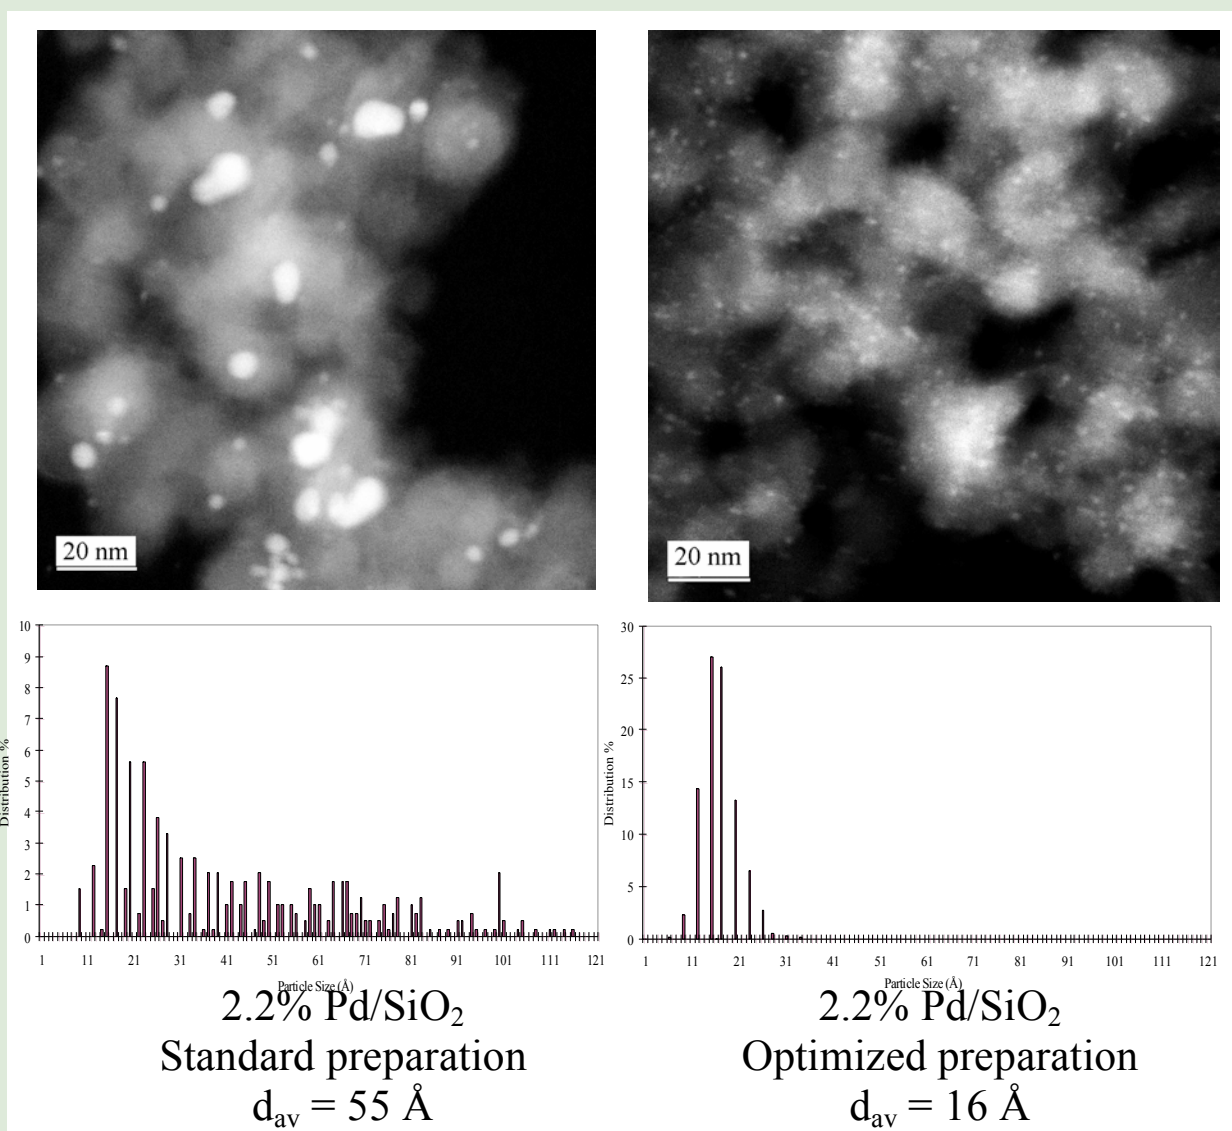 20 nm
20 nm
10
9
8
7
6
5
4
3
2
1
0
Distribution %
1 11 21 31 41 51 61 71 81 91 101 111 121
Particle Size (Å)
30
25
20
15
10
5
0
Distribution %
1 11 21 31 41 51 61 71 81 91 101 111 121
Particle Size (Å)
2.2% Pd/SiO₂
Standard preparation
dₐᵥ = 55 Å
2.2% Pd/SiO₂
Optimized preparation
dₐᵥ = 16 Å